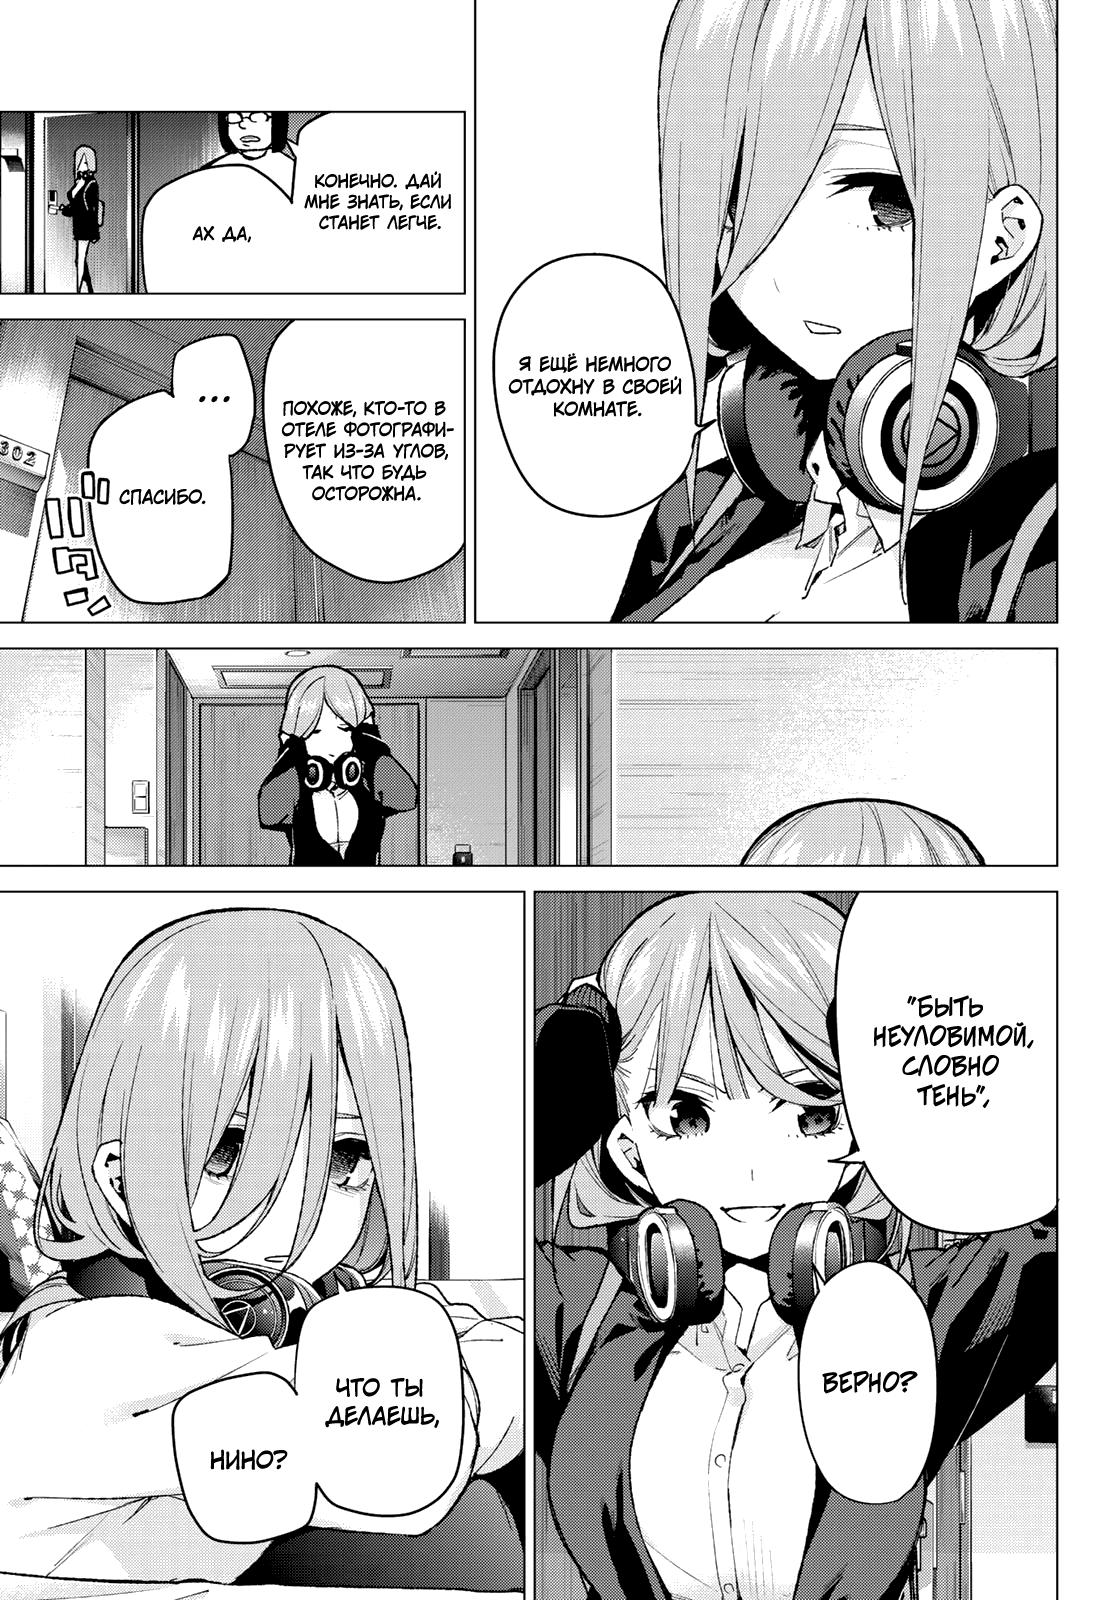 Я ЕЩЁ НЕМНОГО
ОТДОХНУ В СВОЕЙ
КОМНАТЕ.
КОНЕЧНО. ДАЙ
МНЕ ЗНАТЬ, ЕСЛИ
СТАНЕТ ЛЕГЧЕ.
АХ ДА,
ПОХОЖЕ, КТО-ТО В
ОТЕЛЕ ФОТОГРАФИ-
РУЕТ ИЗ-ЗА УГЛОВ,
ТАК ЧТО БУДЬ
ОСТОРОЖНА.
...
СПАСИБО.
302
"БЫТЬ
НЕУЛОВИМОЙ,
СЛОВНО
ТЕНЬ",
ВЕРНО?
ЧТО ТЫ
ДЕЛАЕШЬ,
НИНО?